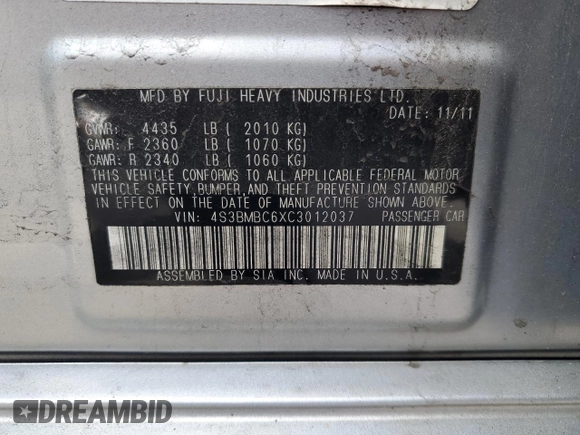 MFD BY FUJI HEAVY INDUSTRIES LTD.
DATE: 11/11
GVWR: 4435 LB ( 2010 KG)
GAWR: F 2360 LB ( 1070 KG)
GAWR: R 2340 LB ( 1060 KG)
THIS VEHICLE CONFORMS TO ALL APPLICABLE FEDERAL MOTOR
VEHICLE SAFETY, BUMPER, AND THEFT PREVENTION STANDARDS
IN EFFECT ON THE DATE OF MANUFACTURE SHOWN ABOVE.
VIN: 4S3BMBC6XC3012037 PASSENGER CAR
ASSEMBLED BY SIA INC. MADE IN U.S.A.
DREAMBID